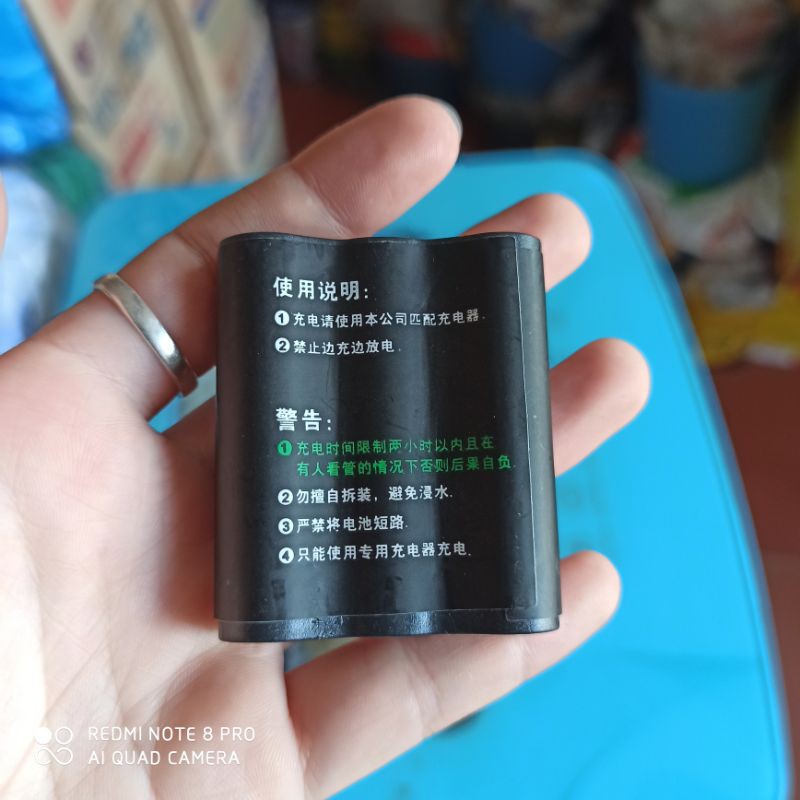 使用说明:
❶充电请使用本公司匹配充电器.
❷禁止边充边放电.
警告:
❶充电时间限制两小时以内且在
有人看管的情况下否则后果自负.
❷勿擅自拆装，避免浸水.
❸严禁将电池短路.
❹只能使用专用充电器充电.
REDMI NOTE 8 PRO
AI QUAD CAMERA